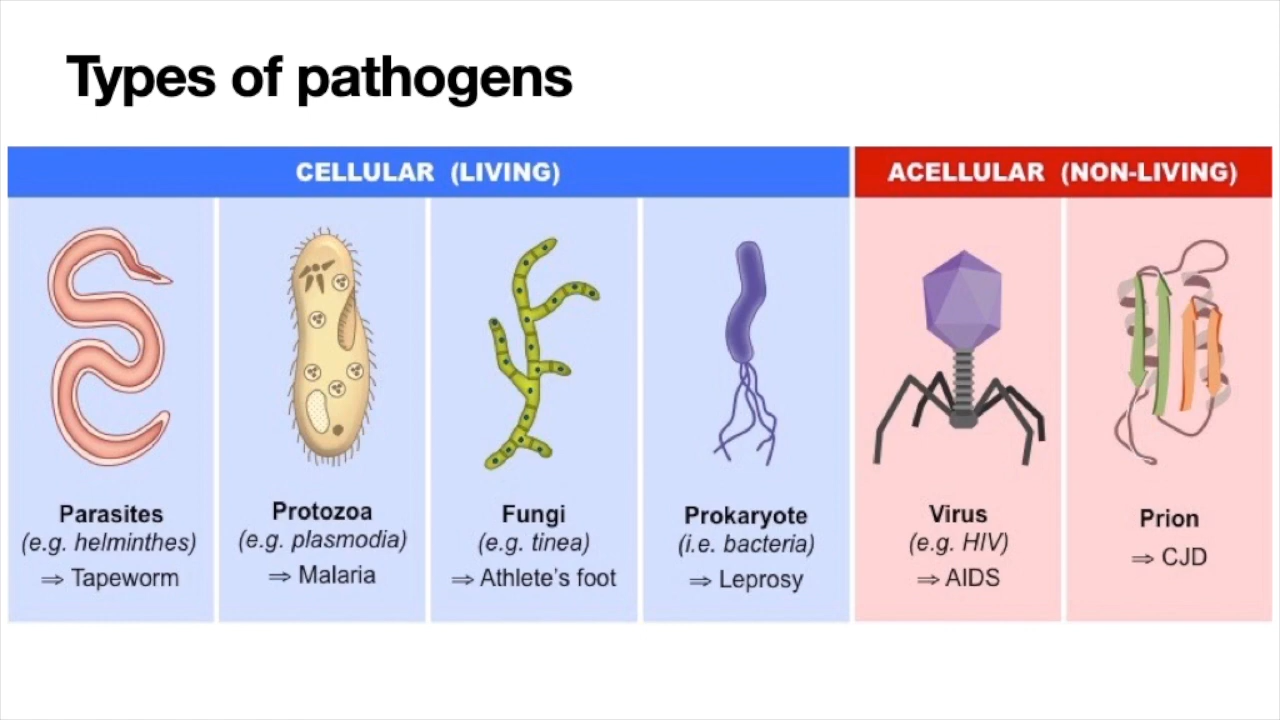 Types of pathogens
CELLULAR (LIVING)
ACELLULAR (NON-LIVING)
Parasites
(e.g. helminthes)
⇒ Tapeworm
Protozoa
(e.g. plasmodia)
⇒ Malaria
Fungi
(e.g. tinea)
⇒ Athlete's foot
Prokaryote
(i.e. bacteria)
⇒ Leprosy
Virus
(e.g. HIV)
⇒ AIDS
Prion
⇒ CJD